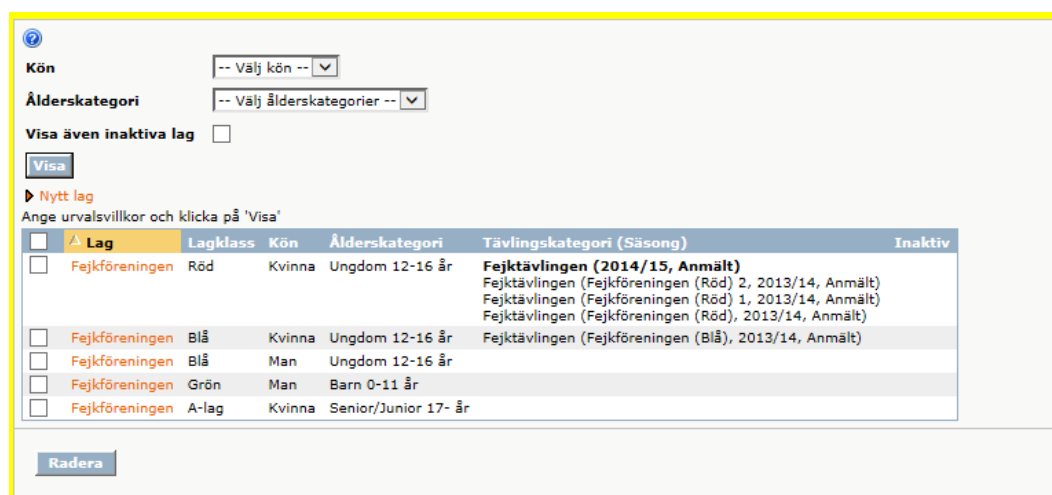 Kön -- Välj kön --
Ålderskategori -- Välj ålderskategorier --
Visa även inaktiva lag
Visa
Nytt lag
Ange urvalsvillkor och klicka på 'Visa'
Lag Lagklass Kön Ålderskategori Tävlingskategori (Säsong) Inaktiv
Fejkföreningen Röd Kvinna Ungdom 12-16 år Fejktävlingen (2014/15, Anmält)
Fejktävlingen (Fejkföreningen (Röd) 2, 2013/14, Anmält)
Fejktävlingen (Fejkföreningen (Röd) 1, 2013/14, Anmält)
Fejktävlingen (Fejkföreningen (Röd), 2013/14, Anmält)
Fejkföreningen Blå Kvinna Ungdom 12-16 år Fejktävlingen (Fejkföreningen (Blå), 2013/14, Anmält)
Fejkföreningen Blå Man Ungdom 12-16 år
Fejkföreningen Grön Man Barn 0-11 år
Fejkföreningen A-lag Kvinna Senior/Junior 17- år
Radera